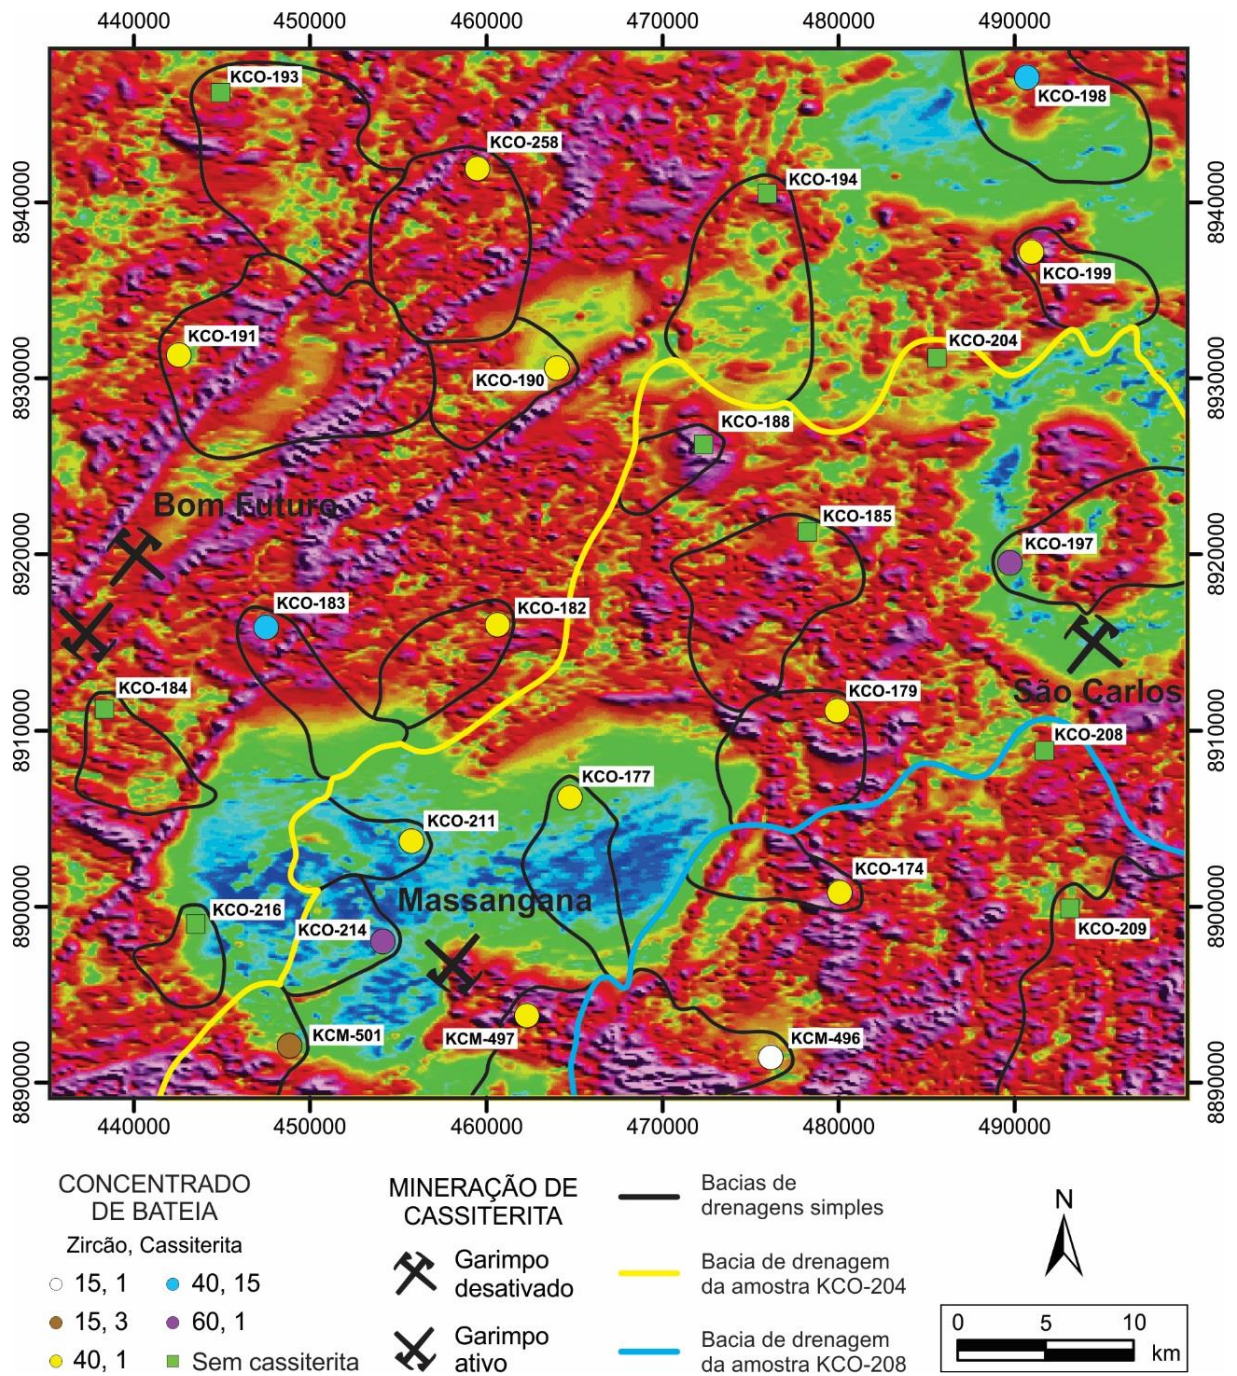 440000 450000 460000 470000 480000 490000
KCO-193
KCO-198
KCO-258
KCO-194
8940000
8940000
KCO-199
KCO-191
KCO-204
KCO-190
8930000
8930000
KCO-188
Bom Futuro
KCO-185
KCO-197
8920000
8920000
KCO-183
KCO-182
KCO-184
KCO-179
São Carlos
8910000
8910000
KCO-208
KCO-177
KCO-211
KCO-174
Massangana
8900000
8900000
KCO-216
KCO-214
KCO-209
KCM-501
KCM-497
KCM-496
8890000
8890000
440000 450000 460000 470000 480000 490000
CONCENTRADO
DE BATEIA
Zircão, Cassiterita
15, 1
40, 15
15, 3
60, 1
40, 1
Sem cassiterita
MINERAÇÃO DE
CASSITERITA
Garimpo
desativado
Garimpo
ativo
Bacias de
drenagens simples
Bacia de drenagem
da amostra KCO-204
Bacia de drenagem
da amostra KCO-208
N
0 5 10
km